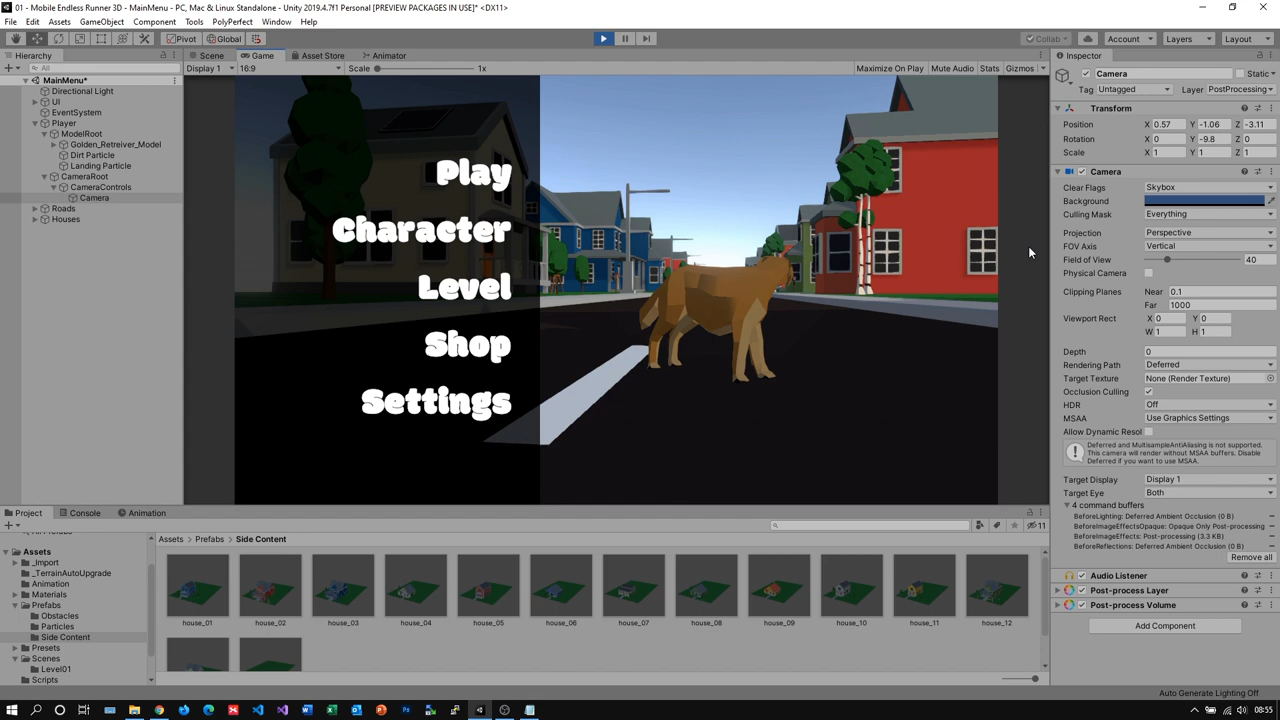 01 - Mobile Endless Runner 3D - MainMenu - PC, Mac & Linux Standalone - Unity 2019.4.7f1 Personal [PREVIEW PACKAGES IN USE]* <DX11>
File Edit Assets GameObject Component Tools PolyPerfect Window Help
Pivot Global Collab Account Layers Layout
Hierarchy Scene Game Asset Store Animator Inspector
All Display 1 16:9 Scale 1x Maximize On Play Mute Audio Stats Gizmos
MainMenu*
Directional Light
UI
EventSystem
Player
ModelRoot
Golden_Retreiver_Model
Dirt Particle
Landing Particle
CameraRoot
CameraControls
Camera
Roads
Houses
Play
Character
Level
Shop
Settings
Camera Static
Tag Untagged Layer PostProcessing
Transform
Position X 0.57 Y -1.06 Z -3.11
Rotation X 0 Y -9.8 Z 0
Scale X 1 Y 1 Z 1
Camera
Clear Flags Skybox
Background
Culling Mask Everything
Projection Perspective
FOV Axis Vertical
Field of View 40
Physical Camera
Clipping Planes Near 0.1
Far 1000
Viewport Rect X 0 Y 0
W 1 H 1
Depth 0
Rendering Path Deferred
Target Texture None (Render Texture)
Occlusion Culling
HDR Off
MSAA Use Graphics Settings
Allow Dynamic Resol
Deferred and MultisampleAntiAliasing is not supported.
This camera will render without MSAA buffers. Disable
Deferred if you want to use MSAA.
Target Display Display 1
Target Eye Both
4 command buffers
BeforeLighting: Deferred Ambient Occlusion (0 B)
BeforeImageEffectsOpaque: Opaque Only Post-processing
BeforeImageEffects: Post-processing (3.3 KB)
BeforeReflections: Deferred Ambient Occlusion (0 B)
Remove all
Audio Listener
Post-process Layer
Post-process Volume
Add Component
Project Console Animation
11
Assets
_Import
_TerrainAutoUpgrade
Animation
Materials
Prefabs
Obstacles
Particles
Side Content
Presets
Scenes
Level01
Scripts
Assets Prefabs Side Content
house_01 house_02 house_03 house_04 house_05 house_06 house_07 house_08 house_09 house_10 house_11 house_12
Auto Generate Lighting Off
08:55